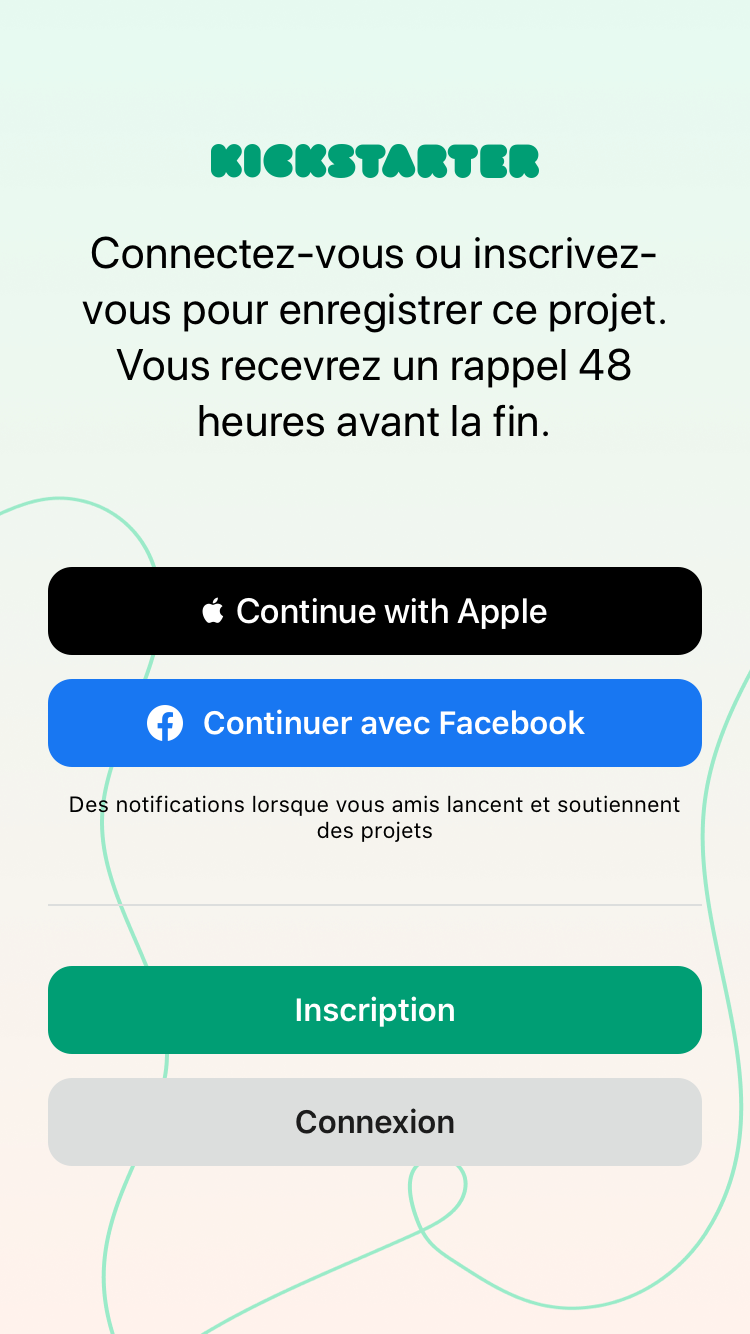 KICKSTARTER
Connectez-vous ou inscrivez-
vous pour enregistrer ce projet.
Vous recevrez un rappel 48
heures avant la fin.
Continue with Apple
Continuer avec Facebook
Des notifications lorsque vous amis lancent et soutiennent
des projets
Inscription
Connexion